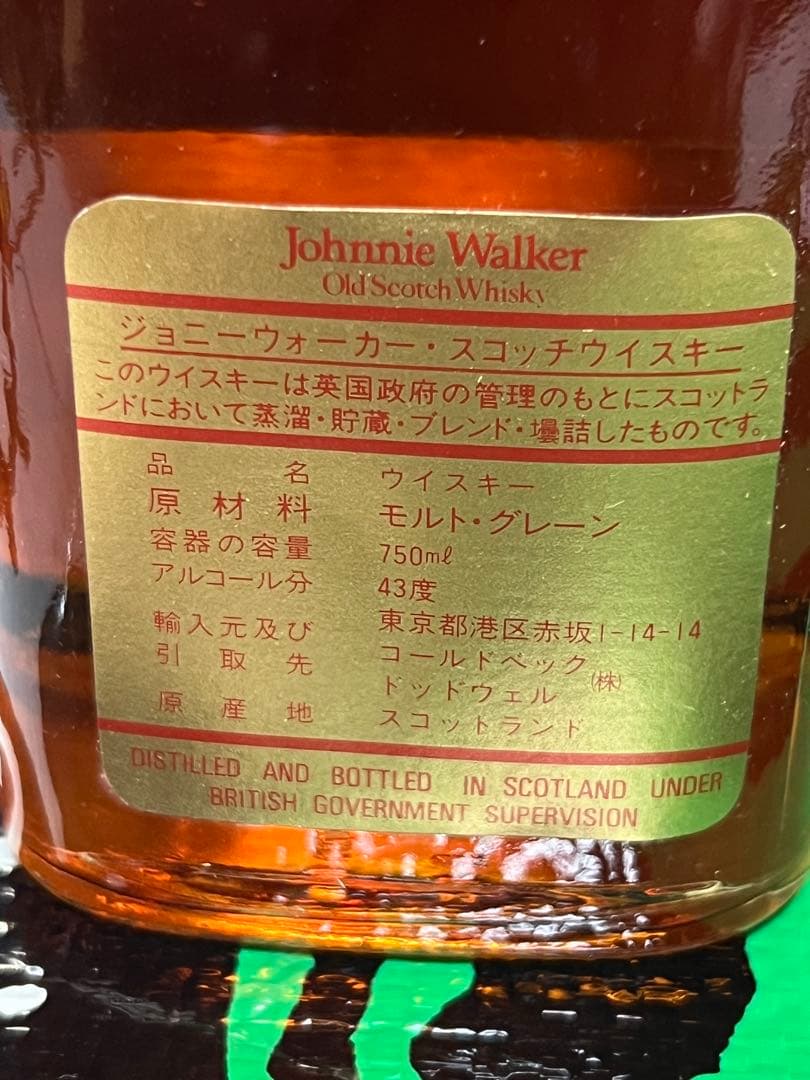 Johnnie Walker
Old Scotch Whisky
ジョニーウォーカー・スコッチウイスキー
このウイスキーは英国政府の管理のもとにスコットラ
ンドにおいて蒸溜・貯蔵・ブレンド・壜詰したものです。
品名 ウイスキー
原材料 モルト・グレーン
容器の容量 750mℓ
アルコール分 43度
輸入元及び 東京都港区赤坂1-14-14
引取先 コールドベック
ドッドウェル ㈱
原産地 スコットランド
DISTILLED AND BOTTLED IN SCOTLAND UNDER
BRITISH GOVERNMENT SUPERVISION